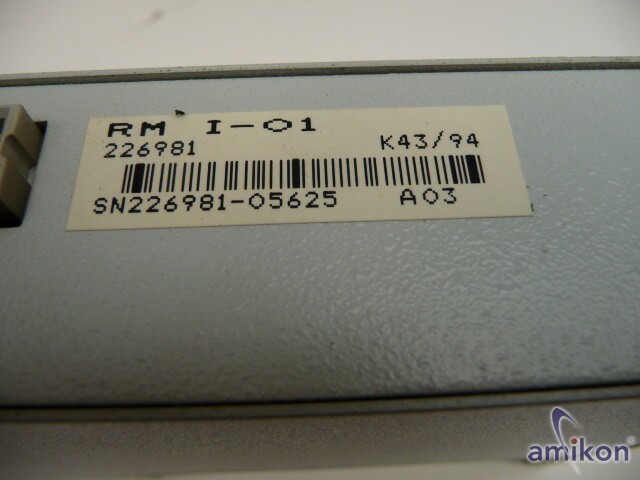 RM I-01
226981 K43/94
SN226981-05625 A03
amikon